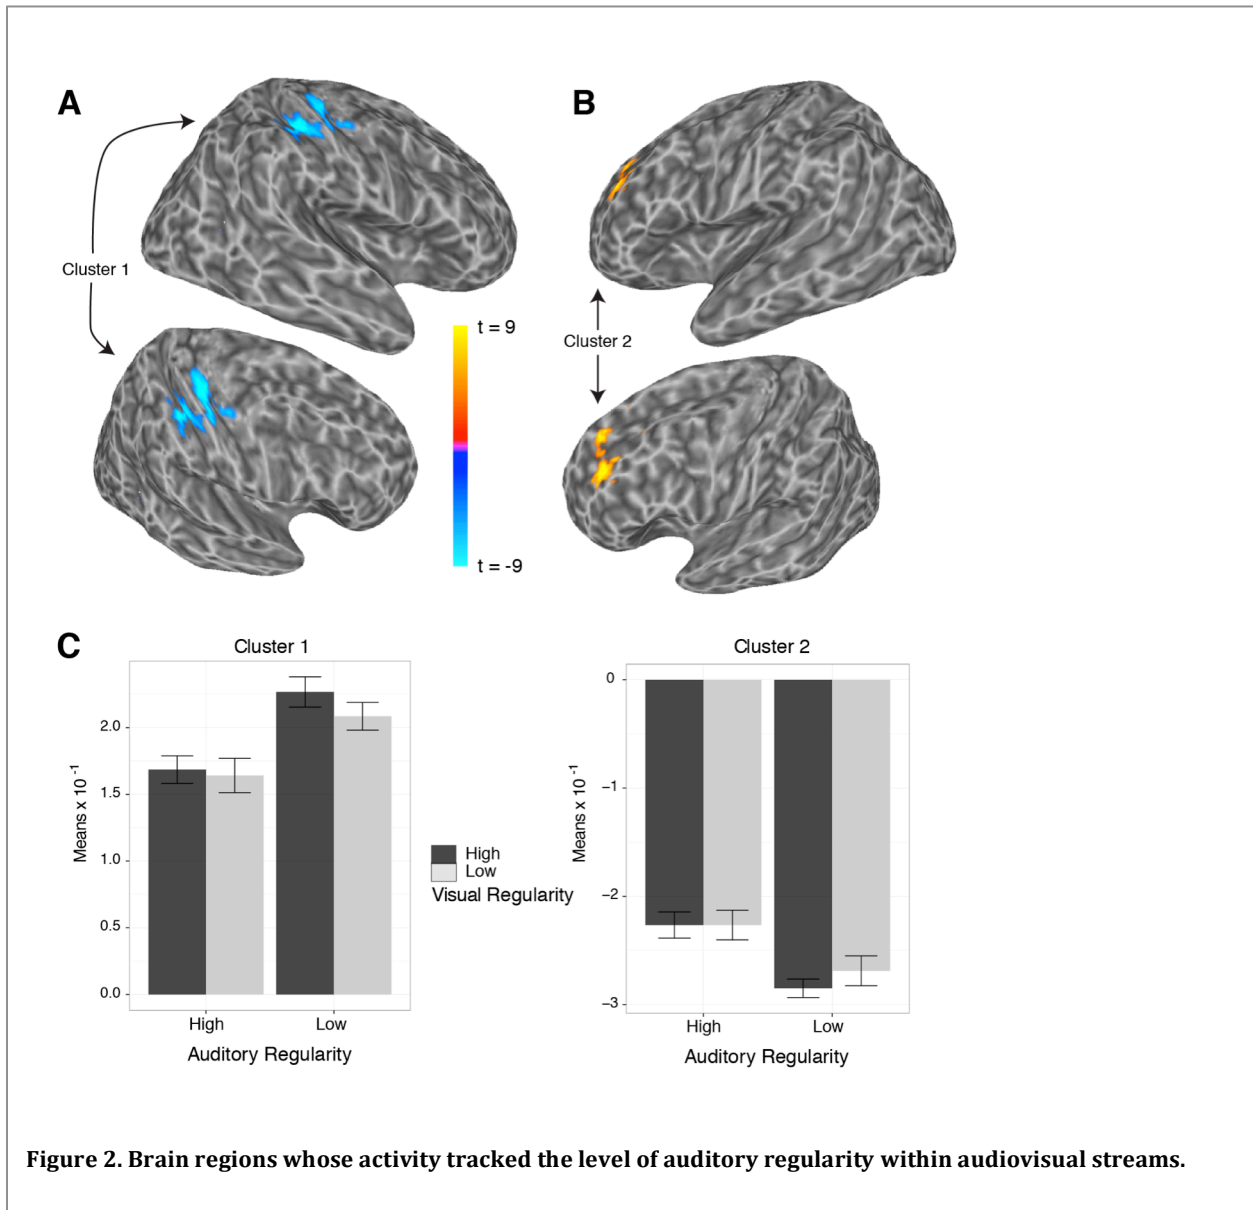 A
B
Cluster 1
t = 9
Cluster 2
t = -9
C
Cluster 1
Means x 10-1
2.0
1.5
1.0
0.5
0.0
High
Low
Auditory Regularity
High
Low
Visual Regularity
Cluster 2
Means x 10-1
0
−1
−2
−3
High
Low
Auditory Regularity
Figure 2. Brain regions whose activity tracked the level of auditory regularity within audiovisual streams.